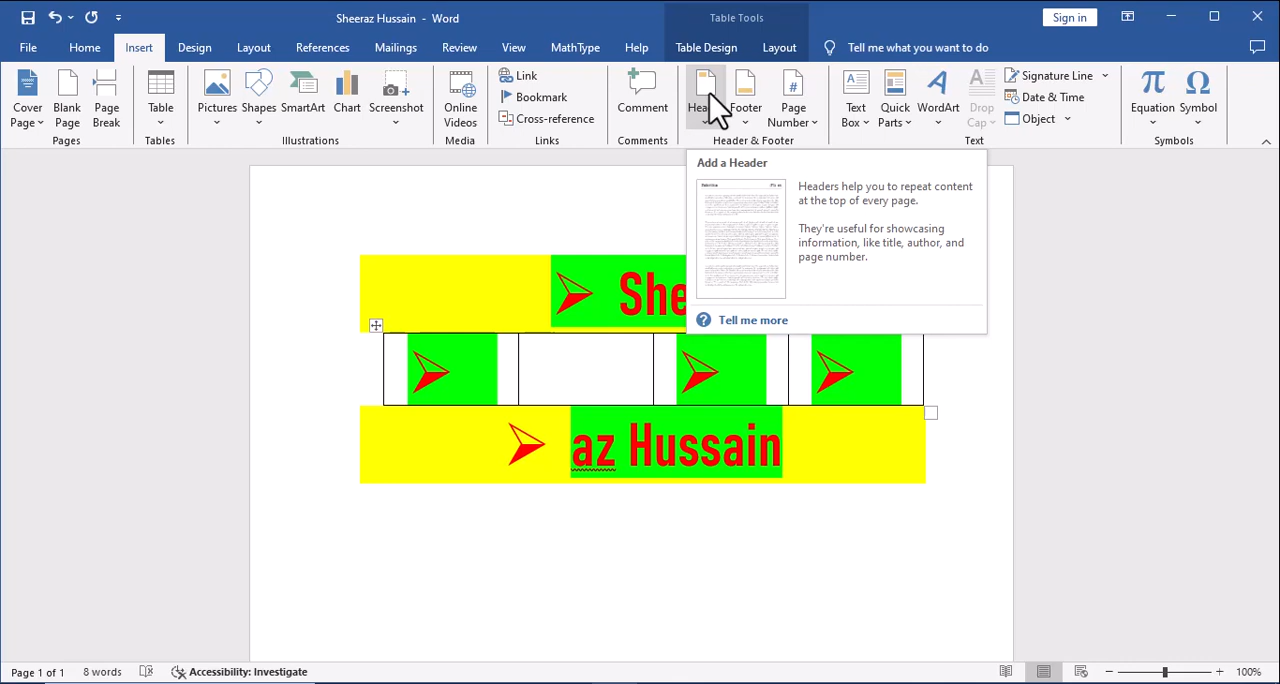 Sheeraz Hussain - Word
Table Tools
Sign in
File Home Insert Design Layout References Mailings Review View MathType Help Table Design Layout Tell me what you want to do
Cover Page
Blank Page
Page Break
Pages
Table
Tables
Pictures
Shapes
SmartArt
Chart
Screenshot
Illustrations
Online Videos
Media
Link
Bookmark
Cross-reference
Links
Comment
Comments
Footer
Page Number
Header & Footer
Text Box
Quick Parts
WordArt
Drop Cap
Signature Line
Date & Time
Object
Text
Equation
Symbol
Symbols
Add a Header
Headers help you to repeat content
at the top of every page.
They're useful for showcasing
information, like title, author, and
page number.
Tell me more
She
az Hussain
Page 1 of 1 8 words Accessibility: Investigate 100%